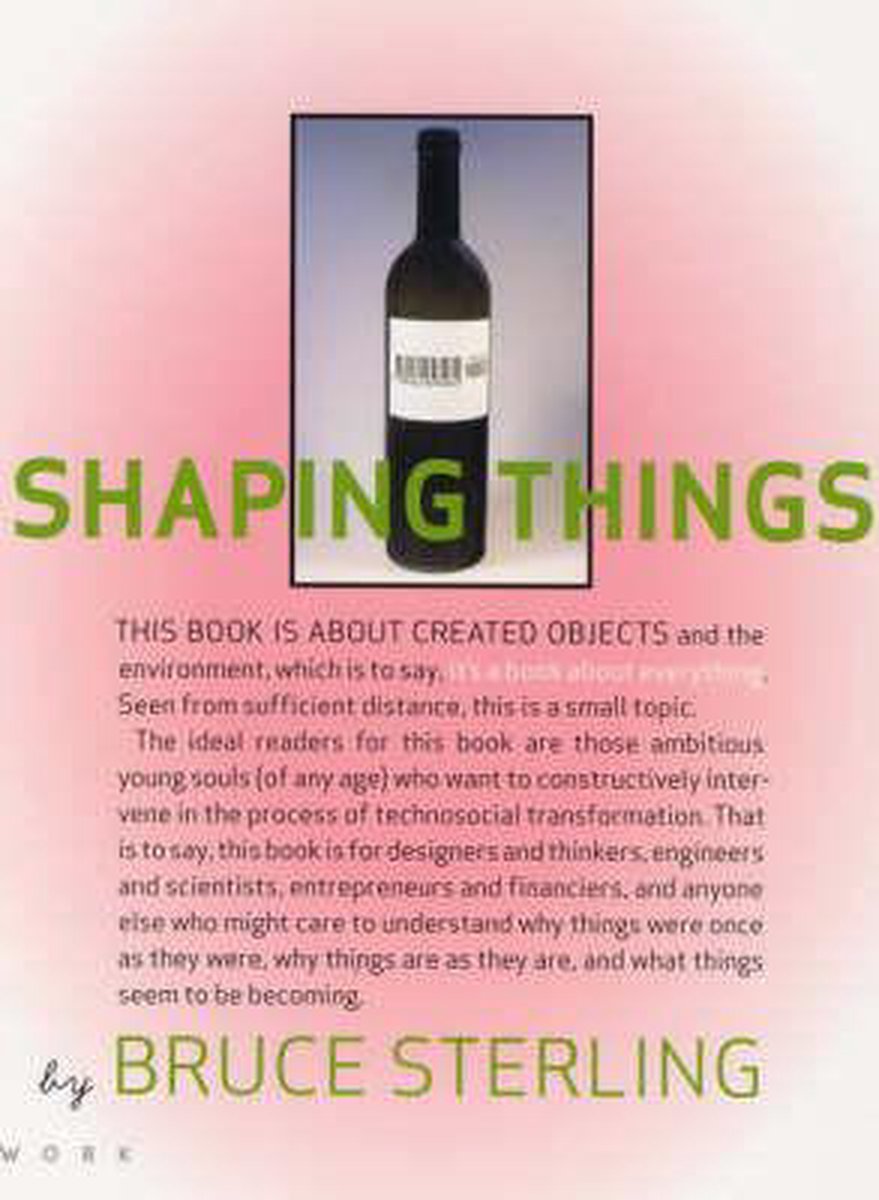 SHAPING THINGS
THIS BOOK IS ABOUT CREATED OBJECTS and the
environment, which is to say, it's a book about everything.
Seen from sufficient distance, this is a small topic.
The ideal readers for this book are those ambitious
young souls (of any age) who want to constructively inter-
vene in the process of technosocial transformation. That
is to say, this book is for designers and thinkers, engineers
and scientists, entrepreneurs and financiers, and anyone
else who might care to understand why things were once
as they were, why things are as they are, and what things
seem to be becoming.
by BRUCE STERLING
WORK